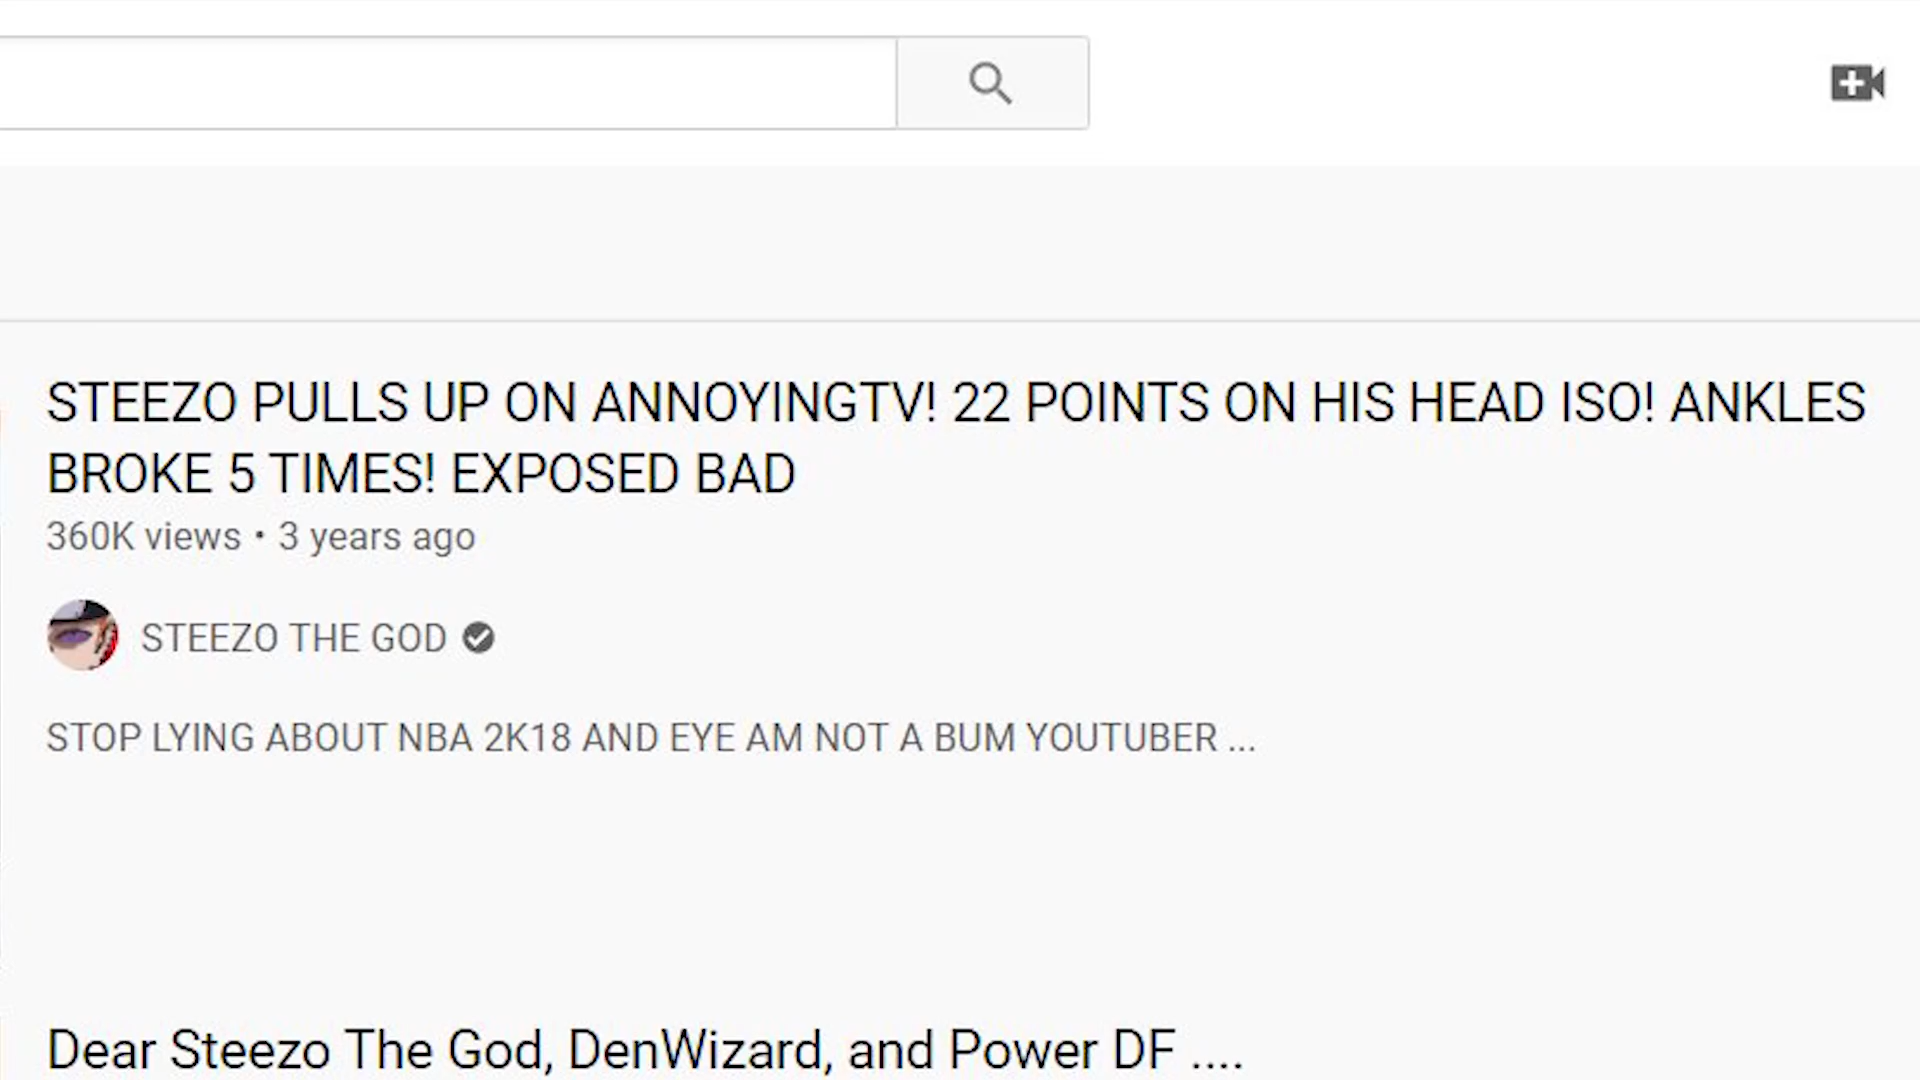 STEEZO PULLS UP ON ANNOYINGTV! 22 POINTS ON HIS HEAD ISO! ANKLES
BROKE 5 TIMES! EXPOSED BAD
360K views • 3 years ago
STEEZO THE GOD
STOP LYING ABOUT NBA 2K18 AND EYE AM NOT A BUM YOUTUBER ...
Dear Steezo The God, DenWizard, and Power DF ....